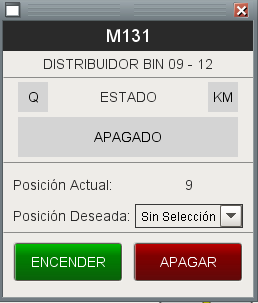 M131
DISTRIBUIDOR BIN 09 - 12
Q ESTADO KM
APAGADO
Posición Actual: 9
Posición Deseada: Sin Selección
ENCENDER APAGAR